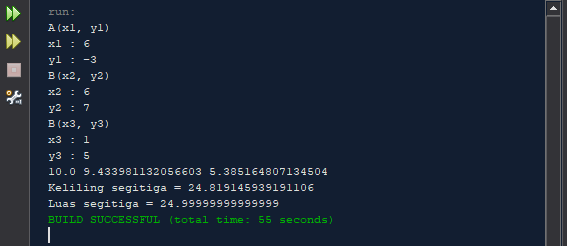 run:
A(x1, y1)
x1 : 6
y1 : -3
B(x2, y2)
x2 : 6
y2 : 7
B(x3, y3)
x3 : 1
y3 : 5
10.0 9.433981132056603 5.385164807134504
Keliling segitiga = 24.819145939191106
Luas segitiga = 24.99999999999999
BUILD SUCCESSFUL (total time: 55 seconds)